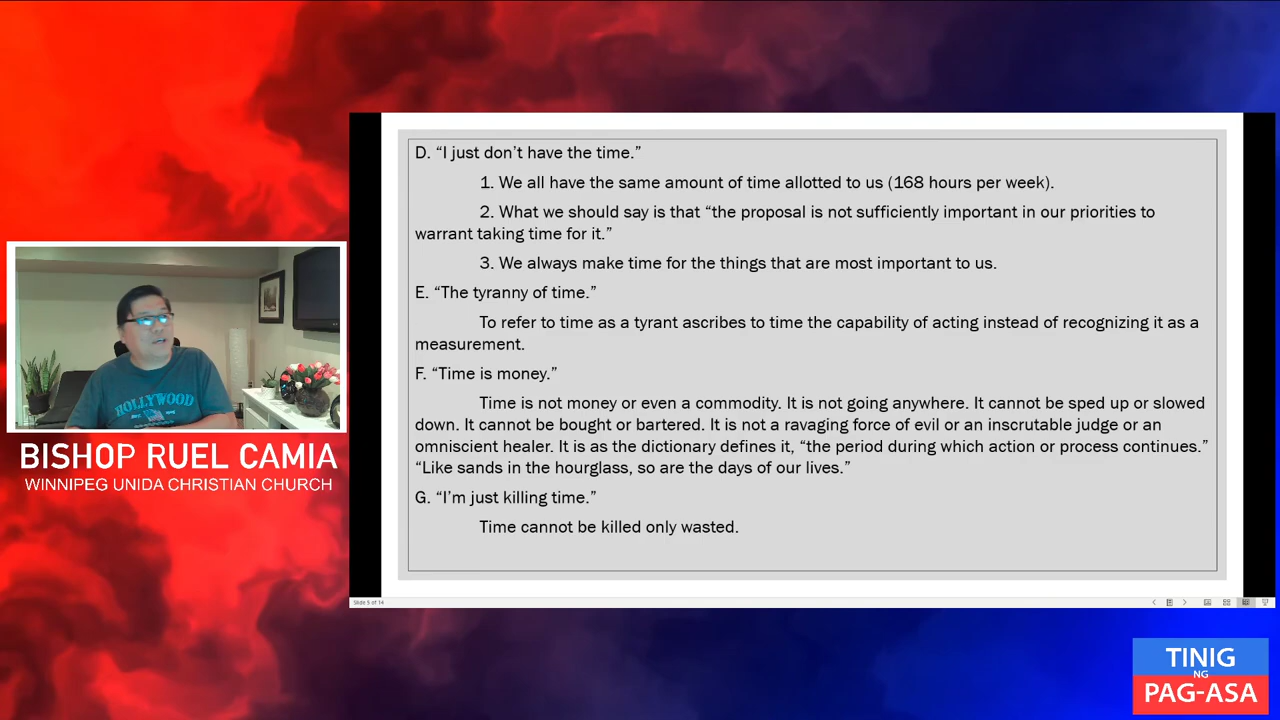 D. “I just don’t have the time.”
1. We all have the same amount of time allotted to us (168 hours per week).
2. What we should say is that “the proposal is not sufficiently important in our priorities to
warrant taking time for it.”
3. We always make time for the things that are most important to us.
E. “The tyranny of time.”
To refer to time as a tyrant ascribes to time the capability of acting instead of recognizing it as a
measurement.
F. “Time is money.”
Time is not money or even a commodity. It is not going anywhere. It cannot be sped up or slowed
down. It cannot be bought or bartered. It is not a ravaging force of evil or an inscrutable judge or an
omniscient healer. It is as the dictionary defines it, “the period during which action or process continues.”
“Like sands in the hourglass, so are the days of our lives.”
G. “I’m just killing time.”
Time cannot be killed only wasted.
Slide 5 of 14
HOLLYWOOD
BISHOP RUEL CAMIA
WINNIPEG UNIDA CHRISTIAN CHURCH
TINIG
NG
PAG-ASA